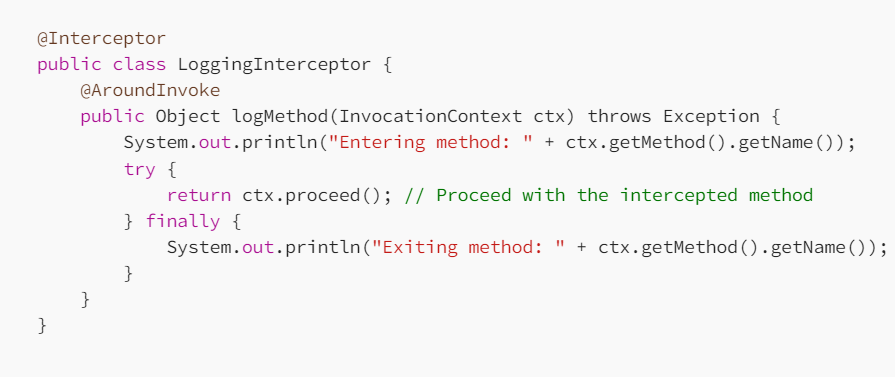 @Interceptor
public class LoggingInterceptor {
    @AroundInvoke
    public Object logMethod(InvocationContext ctx) throws Exception {
        System.out.println("Entering method: " + ctx.getMethod().getName());
        try {
            return ctx.proceed(); // Proceed with the intercepted method
        } finally {
            System.out.println("Exiting method: " + ctx.getMethod().getName());
        }
    }
}